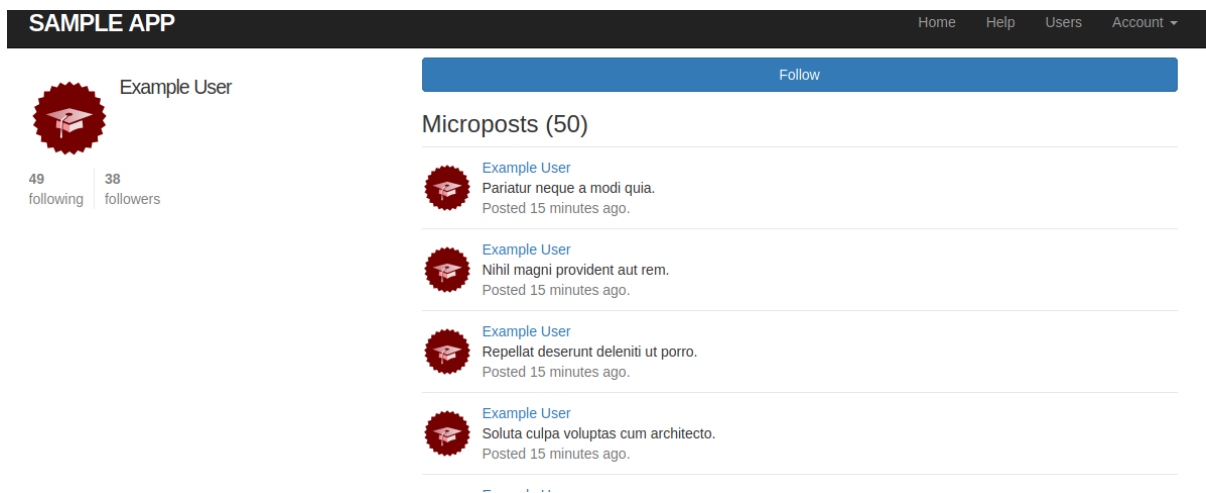 SAMPLE APP
Home Help Users Account
Example User
49 following
38 followers
Follow
Microposts (50)
Example User
Pariatur neque a modi quia.
Posted 15 minutes ago.
Example User
Nihil magni provident aut rem.
Posted 15 minutes ago.
Example User
Repellat deserunt deleniti ut porro.
Posted 15 minutes ago.
Example User
Soluta culpa voluptas cum architecto.
Posted 15 minutes ago.